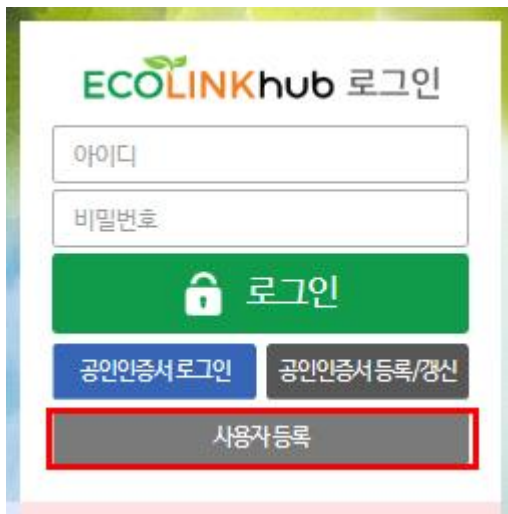 ECOLINKhub 로그인
아이디
비밀번호
로그인
공인인증서 로그인 공인인증서 등록/갱신
사용자 등록